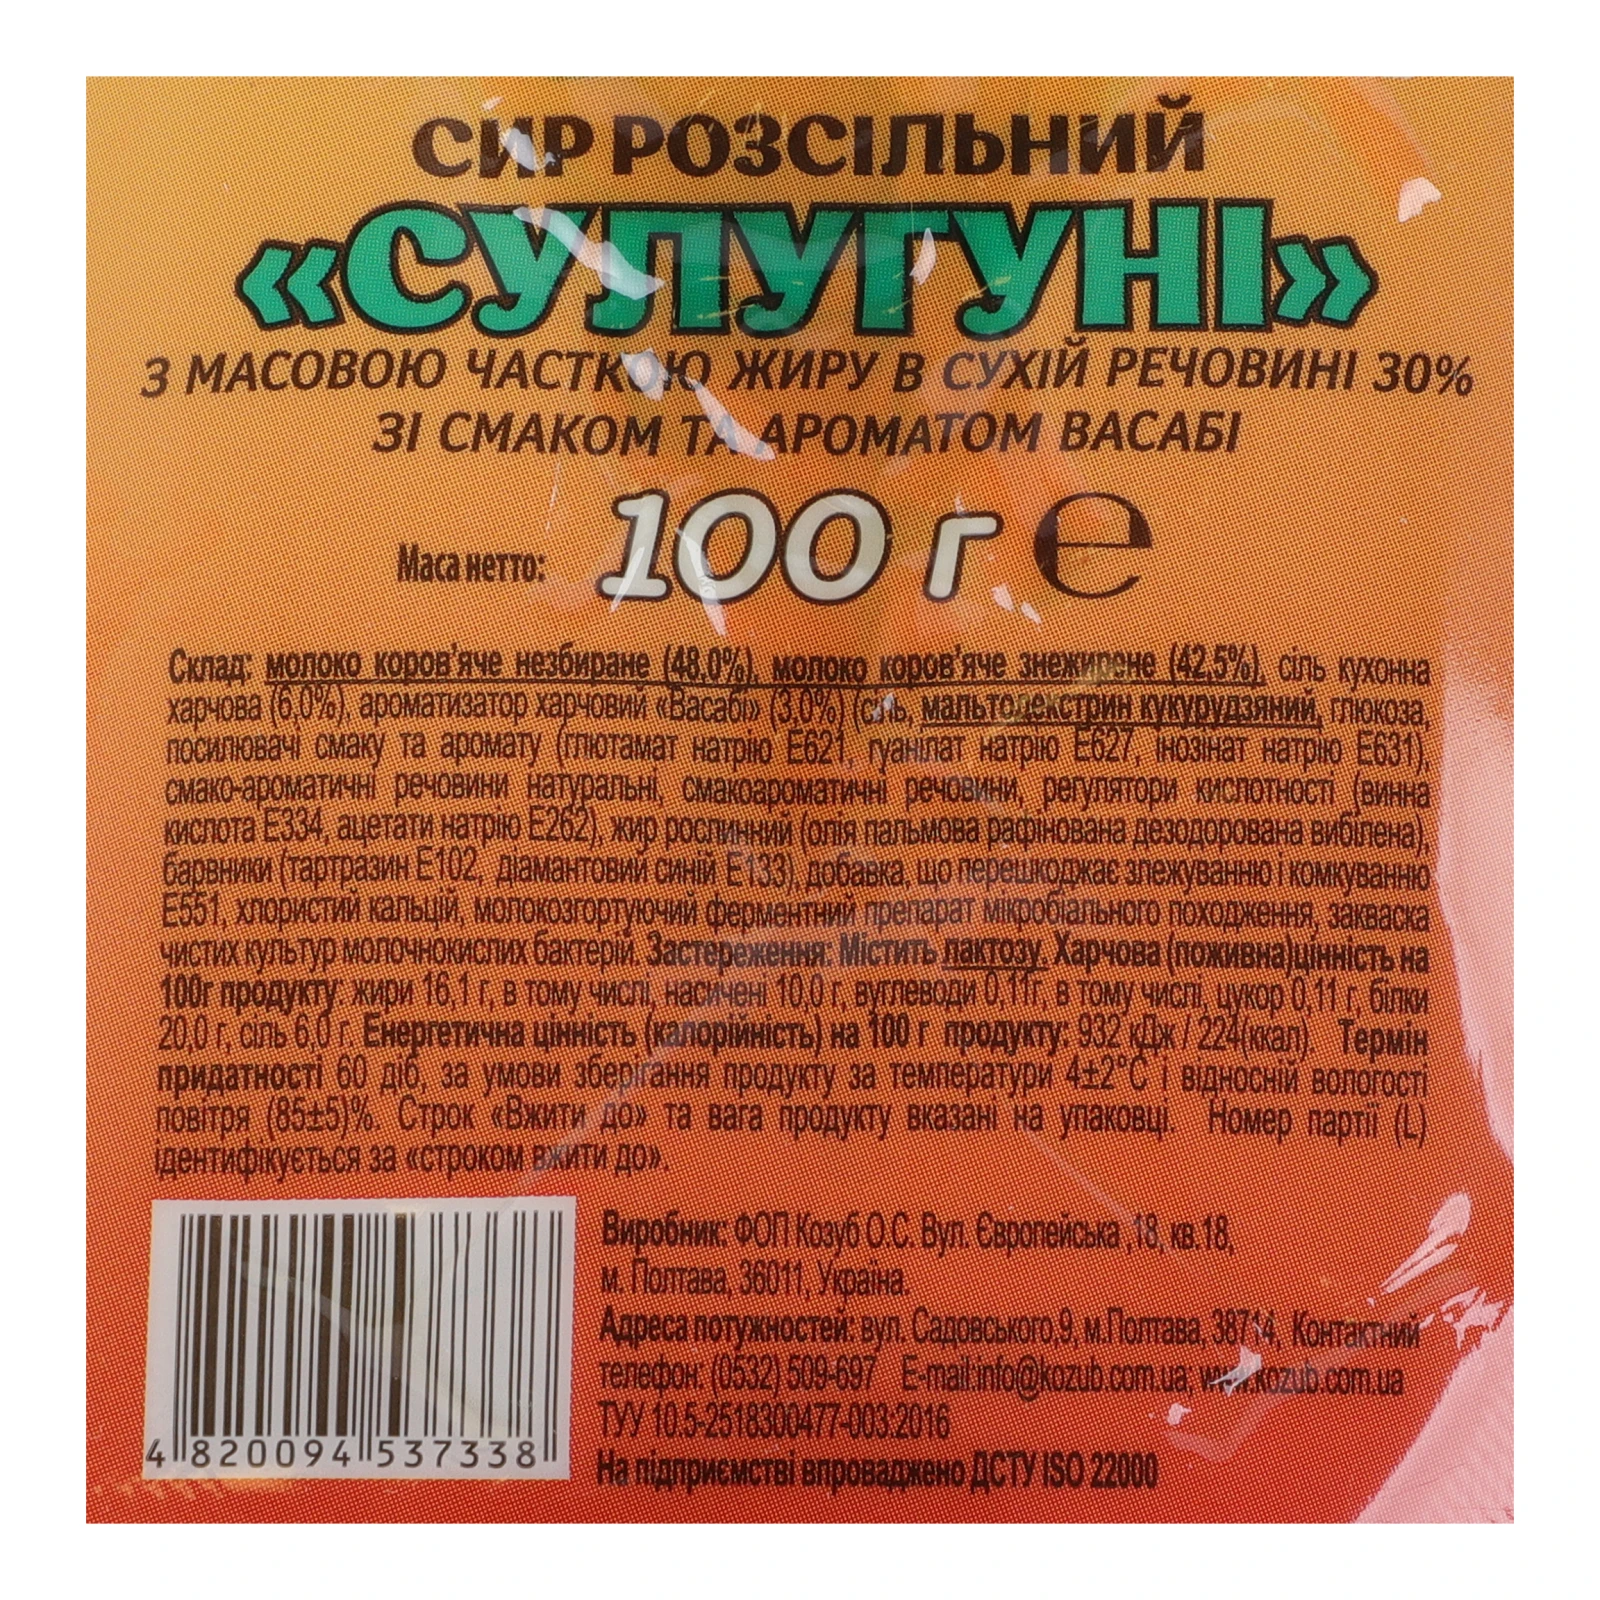 СИР РОЗСІЛЬНИЙ
«СУЛУГУНІ»
З МАСОВОЮ ЧАСТКОЮ ЖИРУ В СУХІЙ РЕЧОВИНІ 30%
ЗІ СМАКОМ ТА АРОМАТОМ ВАСАБІ
Маса нетто: 100 г ℮
Склад: молоко коров'яче незбиране (48,0%), молоко коров'яче знежирене (42,5%), сіль кухонна
харчова (6,0%), ароматизатор харчовий «Васабі» (3,0%) (сіль, мальтодекстрин кукурудзяний, глюкоза,
посилювачі смаку та аромату (глютамат натрію Е621, гуанілат натрію Е627, інозінат натрію Е631),
смако-ароматичні речовини натуральні, смакоароматичні речовини, регулятори кислотності (винна
кислота Е334, ацетати натрію Е262), жир рослинний (олія пальмова рафінована дезодорована вибілена),
барвники (тартразин Е102, діамантовий синій Е133), добавка, що перешкоджає злежуванню і комкуванню
Е551, хлористий кальцій, молокозгортуючий ферментний препарат мікробіального походження, закваска
чистих культур молочнокислих бактерій. Застереження: Містить лактозу. Харчова (поживна)цінність на
100г продукту: жири 16,1 г, в тому числі, насичені 10,0 г, вуглеводи 0,11г, в тому числі, цукор 0,11 г, білки
20,0 г, сіль 6,0 г. Енергетична цінність (калорійність) на 100 г продукту: 932 кДж / 224(ккал). Термін
придатності 60 діб, за умови зберігання продукту за температури 4±2°С і відносній вологості
повітря (85±5)%. Строк «Вжити до» та вага продукту вказані на упаковці. Номер партії (L)
ідентифікується за «строком вжити до».
Виробник: ФОП Козуб О.С. Вул. Європейська ,18, кв.18,
м. Полтава, 36011, Україна.
Адреса потужностей: вул. Садовського,9, м.Полтава, 38714, Контактний
телефон: (0532) 509-697 E-mail:info@kozub.com.ua, www.kozub.com.ua
ТУУ 10.5-2518300477-003:2016
На підприємстві впроваджено ДСТУ ISO 22000
4 820094 537338